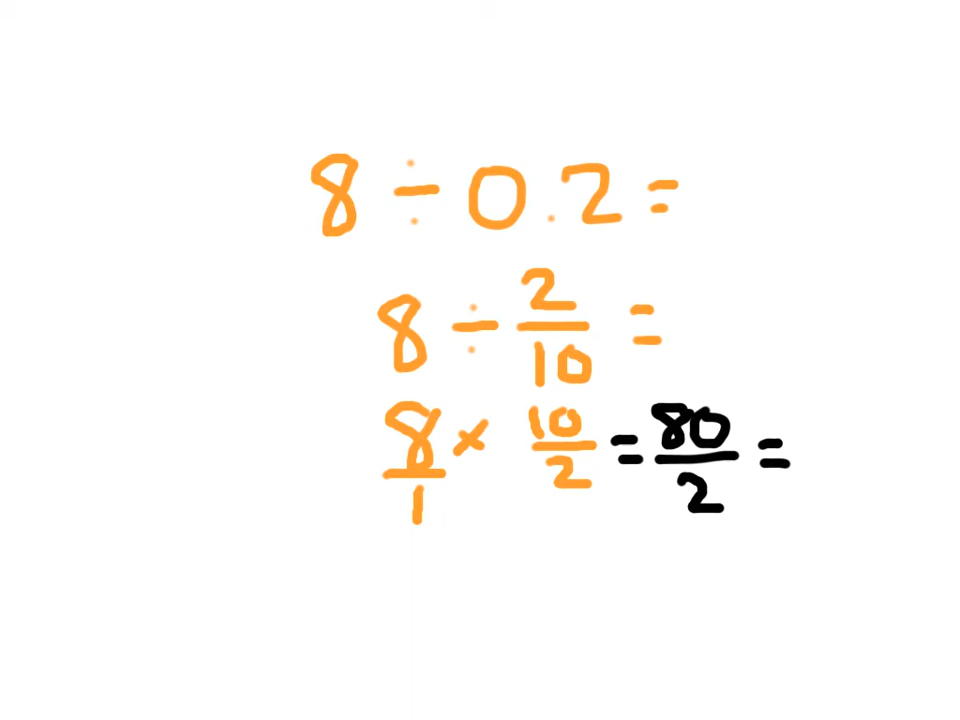 8 ÷ 0.2 =
8 ÷ 2/10 =
8/1 × 10/2 = 80/2 =